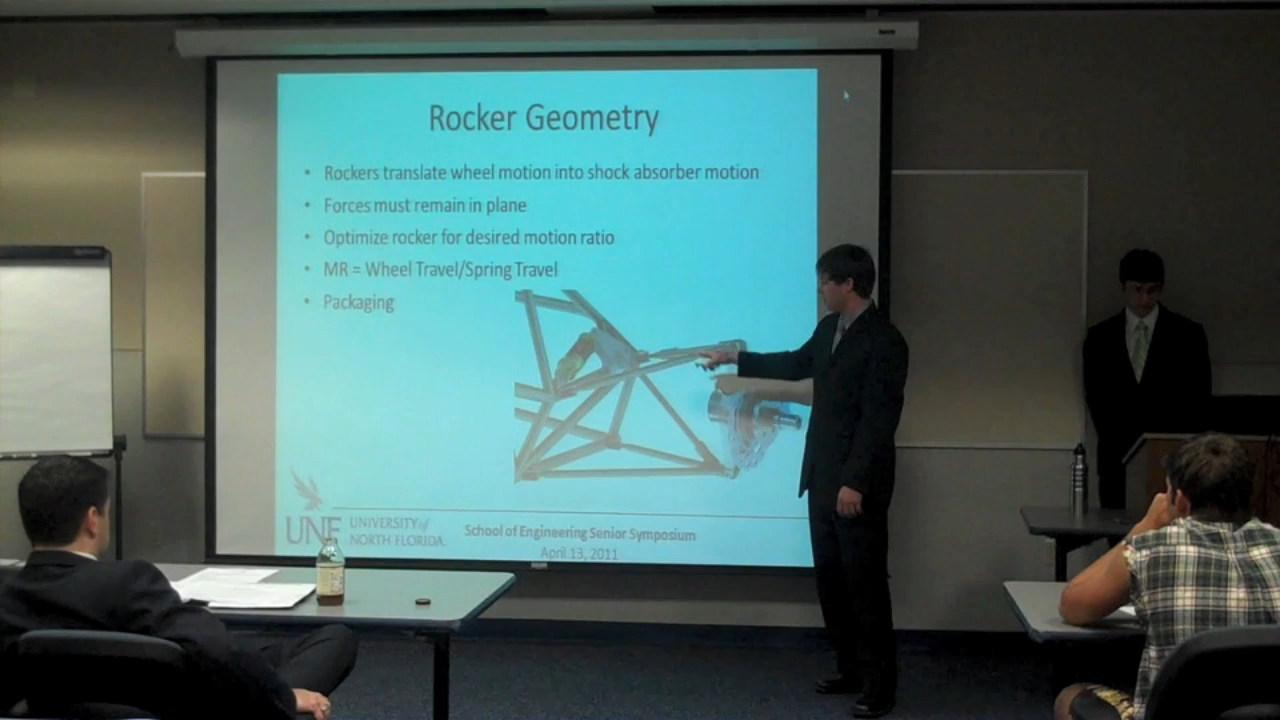 Rocker Geometry
• Rockers translate wheel motion into shock absorber motion
• Forces must remain in plane
• Optimize rocker for desired motion ratio
• MR = Wheel Travel/Spring Travel
• Packaging
UNF
UNIVERSITY of
NORTH FLORIDA.
School of Engineering Senior Symposium
April 13, 2011